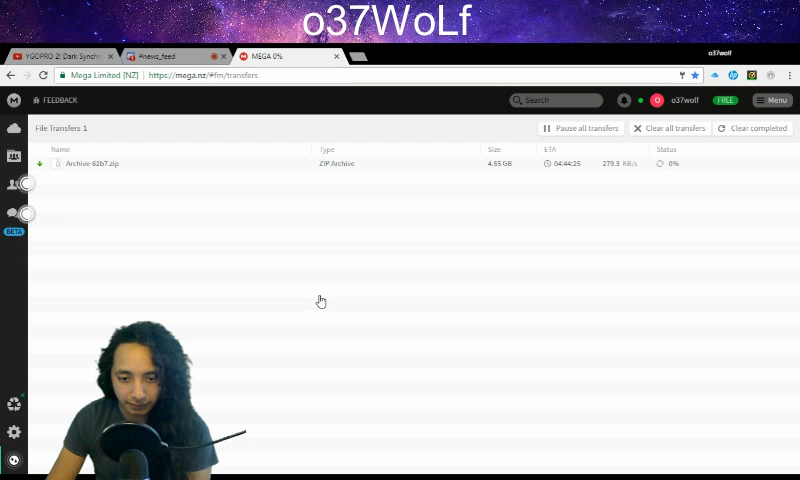 o37WoLf
YGOPRO 2! Dark Synchro
#news_feed
MEGA 0%
o37wolf
Mega Limited [NZ]
https://mega.nz/#fm/transfers
FEEDBACK
Search
O
o37wolf
FREE
Menu
File Transfers 1
Pause all transfers
Clear all transfers
Clear completed
Name
Type
Size
ETA
Status
Archive-62b7.zip
ZIP Archive
4.55 GB
04:44:25
279.3 KB/s
0%
BETA